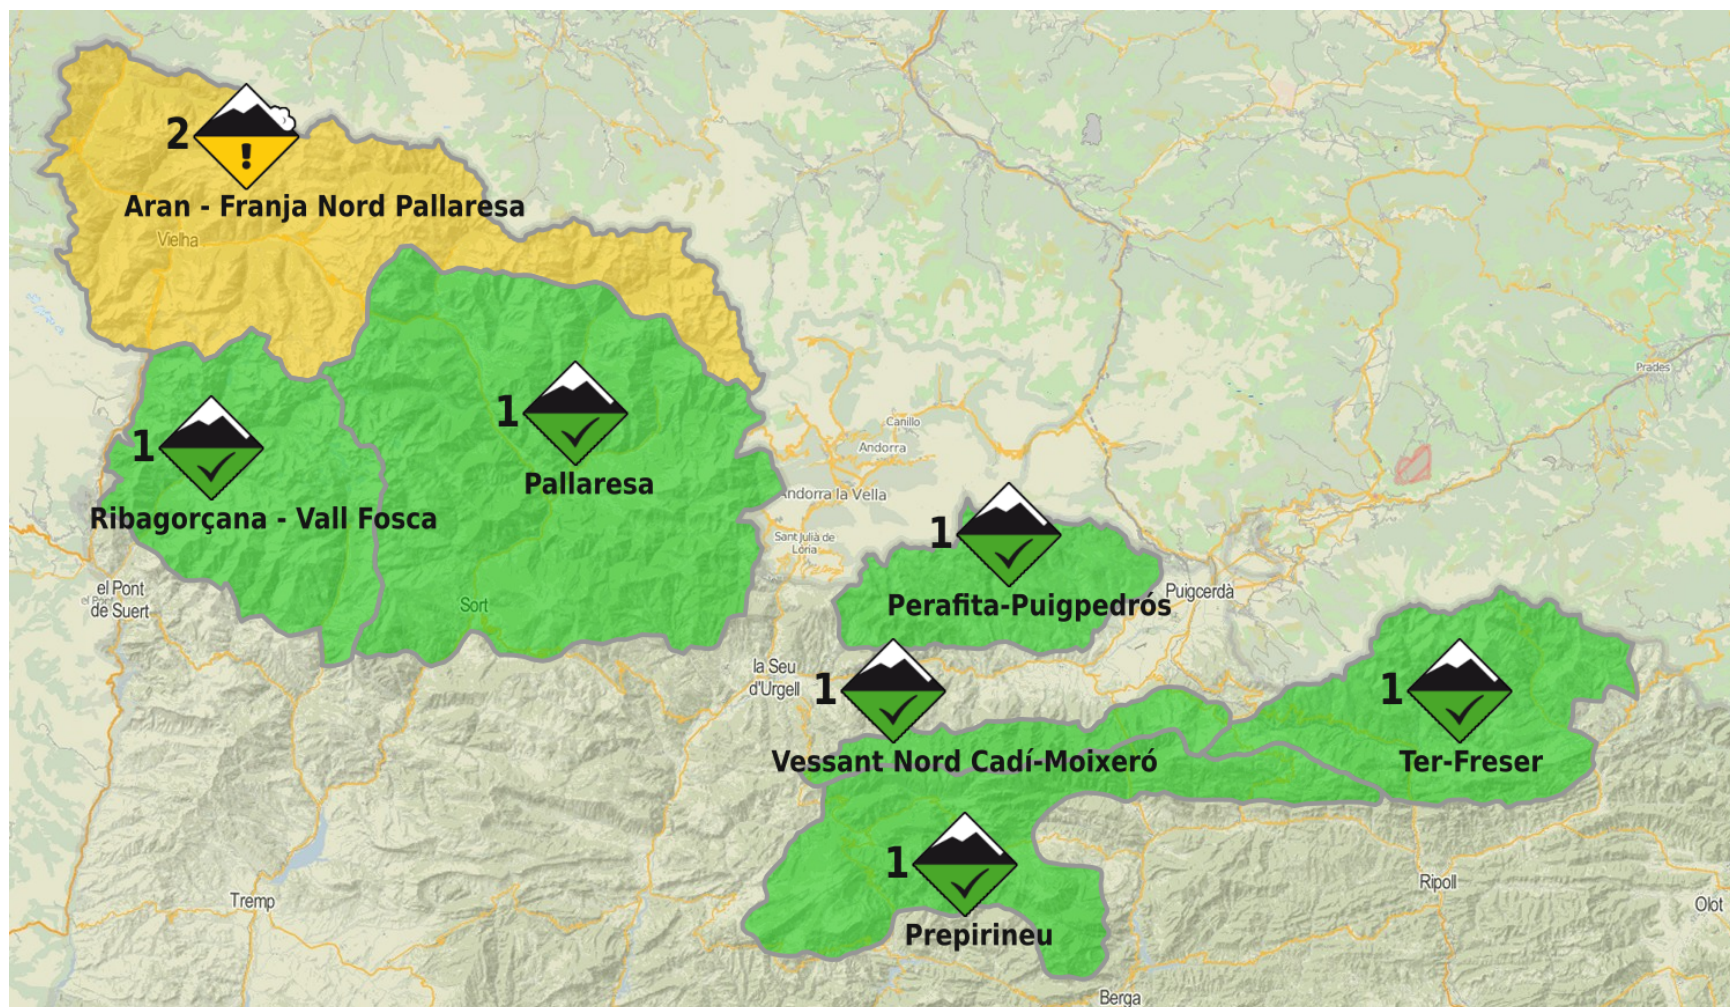 2
!
Aran - Franja Nord Pallaresa
Vielha
Prades
1
1
Canillo
Andorra
Pallaresa
Andorra la Vella
Ribagorçana - Vall Fosca
1
Sant Julià de
Lòria
el Pont
de Suert
Sort
Perafita-Puigpedrós
Puigcerdà
la Seu
d'Urgell
1
1
Vessant Nord Cadí-Moixeró
Ter-Freser
1
Ripoll
Tremp
Olot
Prepirineu
Berga